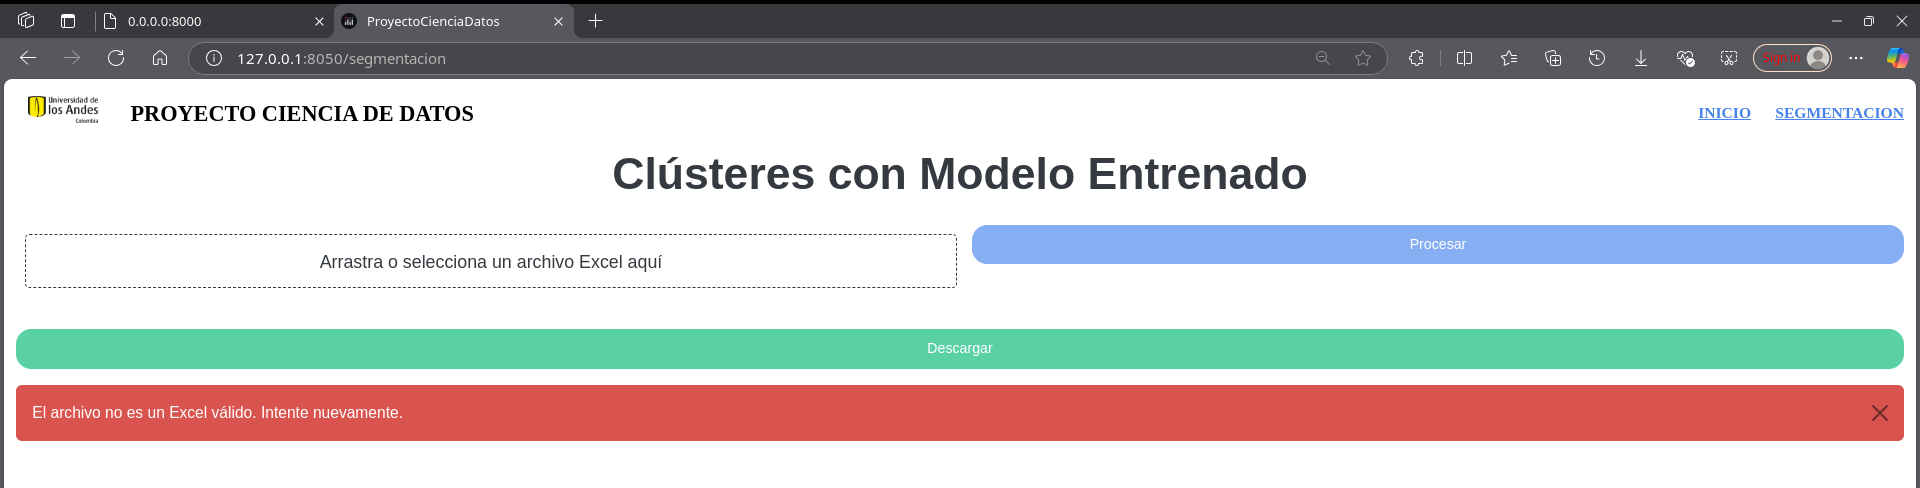 0.0.0.0:8000
ProyectoCienciaDatos
127.0.0.1:8050/segmentacion
Sign in
Universidad de
los Andes
Colombia
PROYECTO CIENCIA DE DATOS
INICIO
SEGMENTACION
Clústeres con Modelo Entrenado
Arrastra o selecciona un archivo Excel aquí
Procesar
Descargar
El archivo no es un Excel válido. Intente nuevamente.